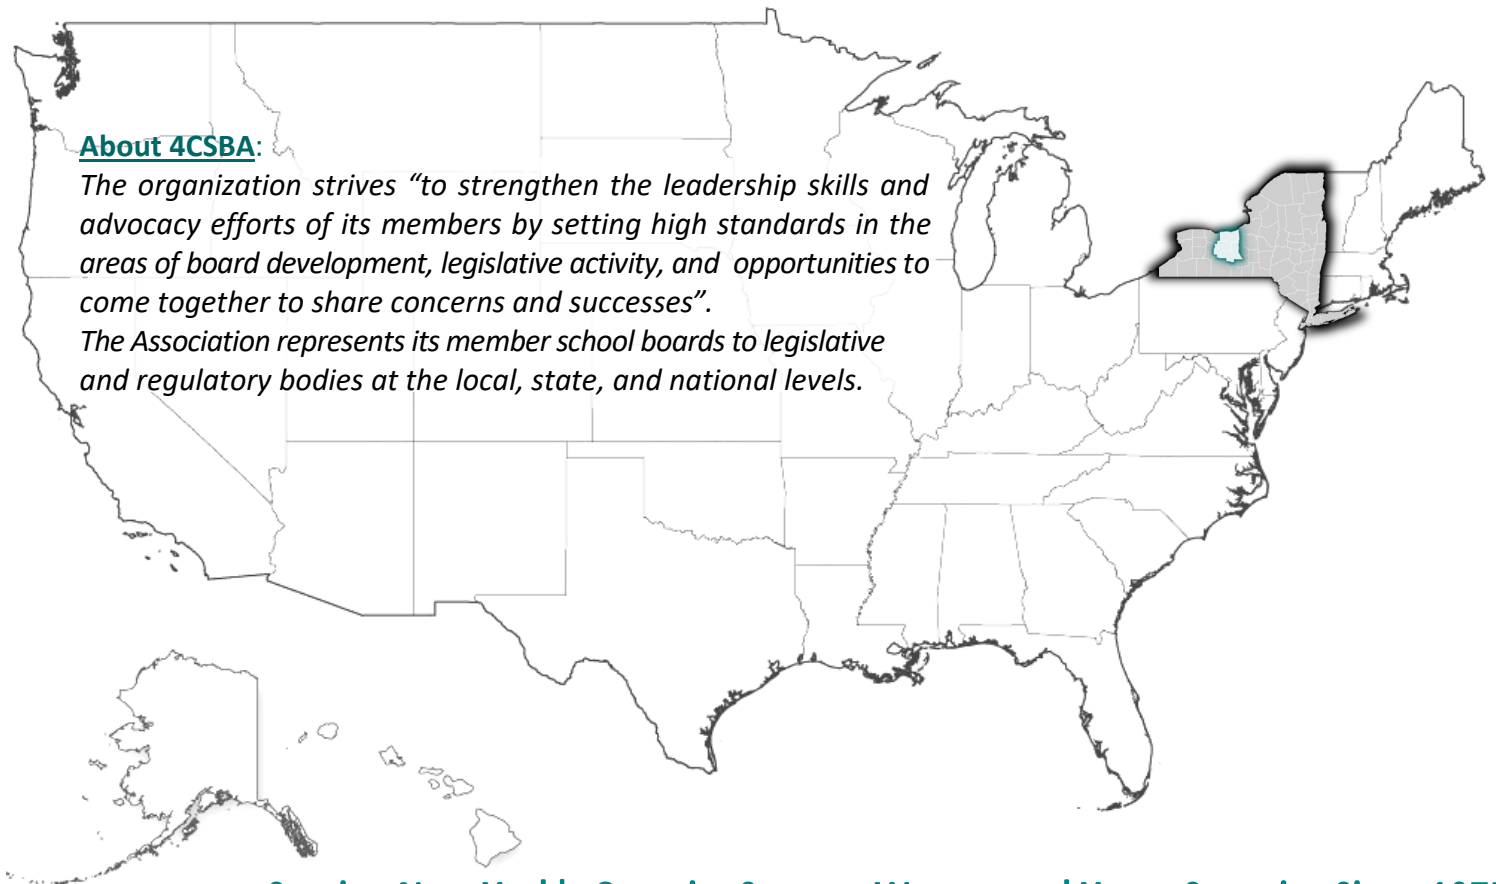 About 4CSBA:
The organization strives “to strengthen the leadership skills and
advocacy efforts of its members by setting high standards in the
areas of board development, legislative activity, and opportunities to
come together to share concerns and successes”.
The Association represents its member school boards to legislative
and regulatory bodies at the local, state, and national levels.